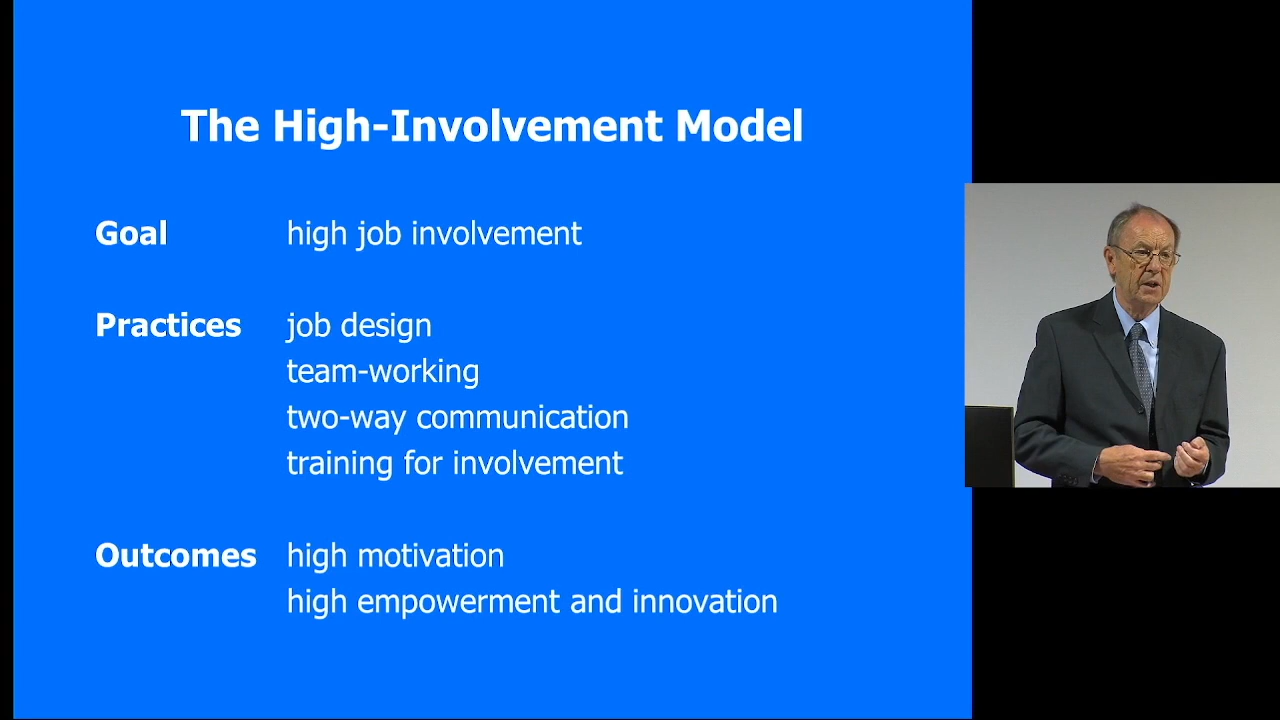 The High-Involvement Model
Goal high job involvement
Practices job design
team-working
two-way communication
training for involvement
Outcomes high motivation
high empowerment and innovation